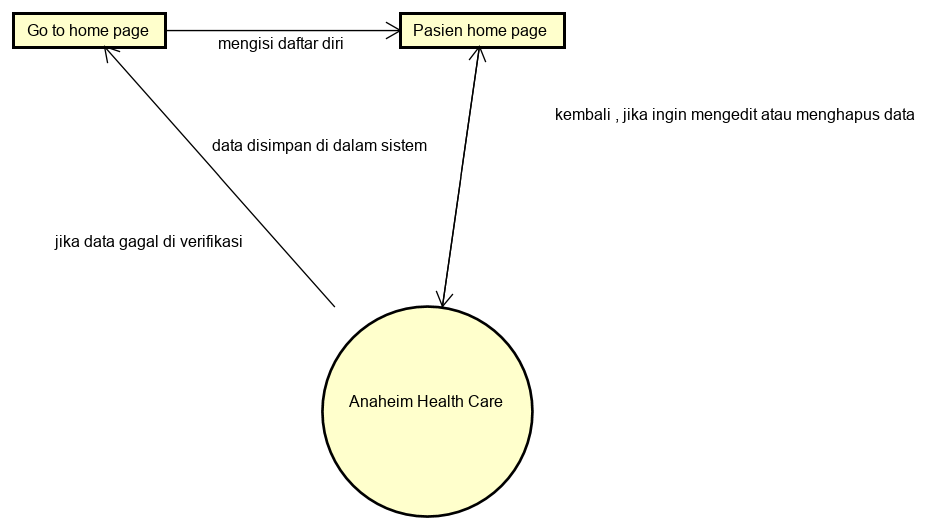 Go to home page
Pasien home page
mengisi daftar diri
kembali , jika ingin mengedit atau menghapus data
data disimpan di dalam sistem
jika data gagal di verifikasi
Anaheim Health Care